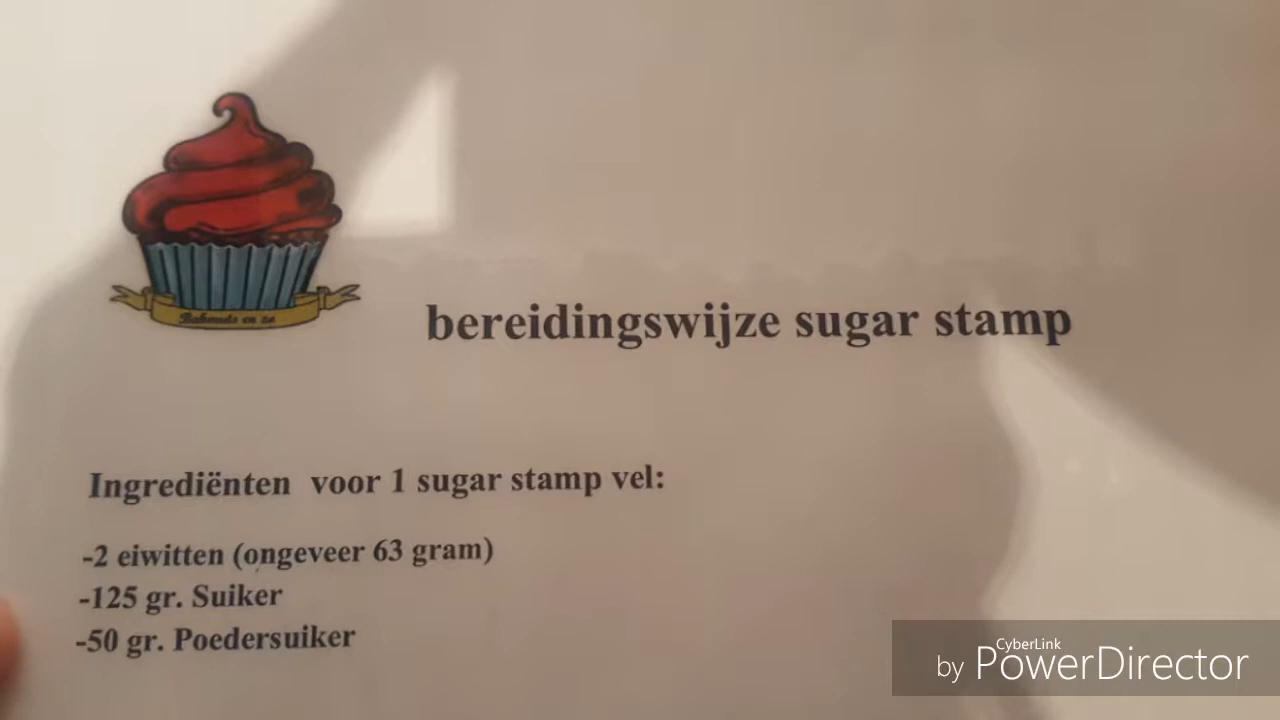 bereidingswijze sugar stamp
Ingrediënten voor 1 sugar stamp vel:
-2 eiwitten (ongeveer 63 gram)
-125 gr. Suiker
-50 gr. Poedersuiker
CyberLink
by PowerDirector